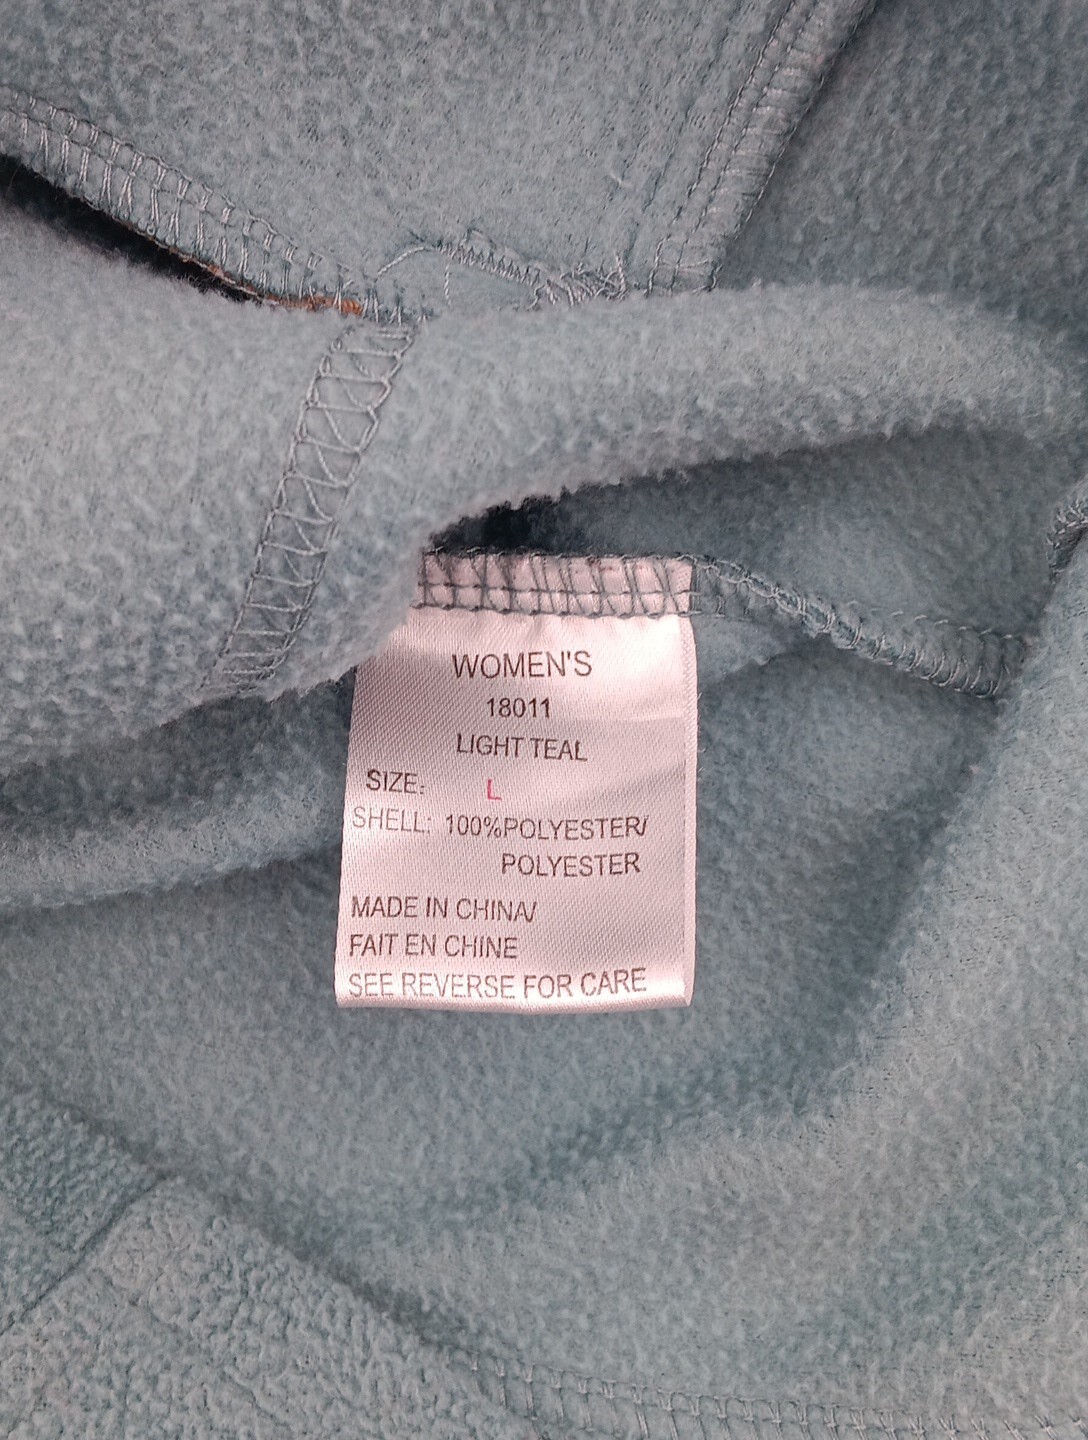 WOMEN'S
18011
LIGHT TEAL
SIZE: L
SHELL: 100%POLYESTER/
POLYESTER
MADE IN CHINA/
FAIT EN CHINE
SEE REVERSE FOR CARE